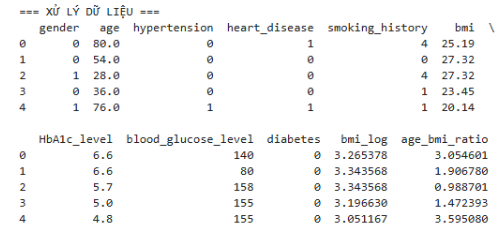 === XỬ LÝ DỮ LIỆU ===
gender age hypertension heart_disease smoking_history bmi \
0 0 80.0 0 1 4 25.19
1 0 54.0 0 0 0 27.32
2 1 28.0 0 0 4 27.32
3 0 36.0 0 0 1 23.45
4 1 76.0 1 1 1 20.14
HbA1c_level blood_glucose_level diabetes bmi_log age_bmi_ratio
0 6.6 140 0 3.265378 3.054601
1 6.6 80 0 3.343568 1.906780
2 5.7 158 0 3.343568 0.988701
3 5.0 155 0 3.196630 1.472393
4 4.8 155 0 3.051167 3.595080